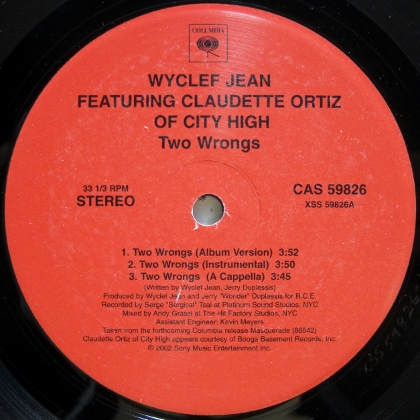 COLUMBIA
WYCLEF JEAN
FEATURING CLAUDETTE ORTIZ
OF CITY HIGH
Two Wrongs
33 1/3 RPM
STEREO
CAS 59826
XSS 59826A
1. Two Wrongs (Album Version) 3:52
2. Two Wrongs (Instrumental) 3:50
3. Two Wrongs (A Cappella) 3:45
(Written by Wyclef Jean, Jerry Duplessis)
Produced by Wyclef Jean and Jerry "Wonder" Duplessis for R.C.E.
Recorded by Serge "Sergical" Tsai at Platinum Sound Studios, NYC
Mixed by Andy Grassi at The Hit Factory Studios, NYC
Assistant Engineer: Kevin Meyers
Taken from the forthcoming Columbia release Masquerade (86542)
Claudette Ortiz of City High appears courtesy of Booga Basement Records, Inc.
© 2002 Sony Music Entertainment Inc.